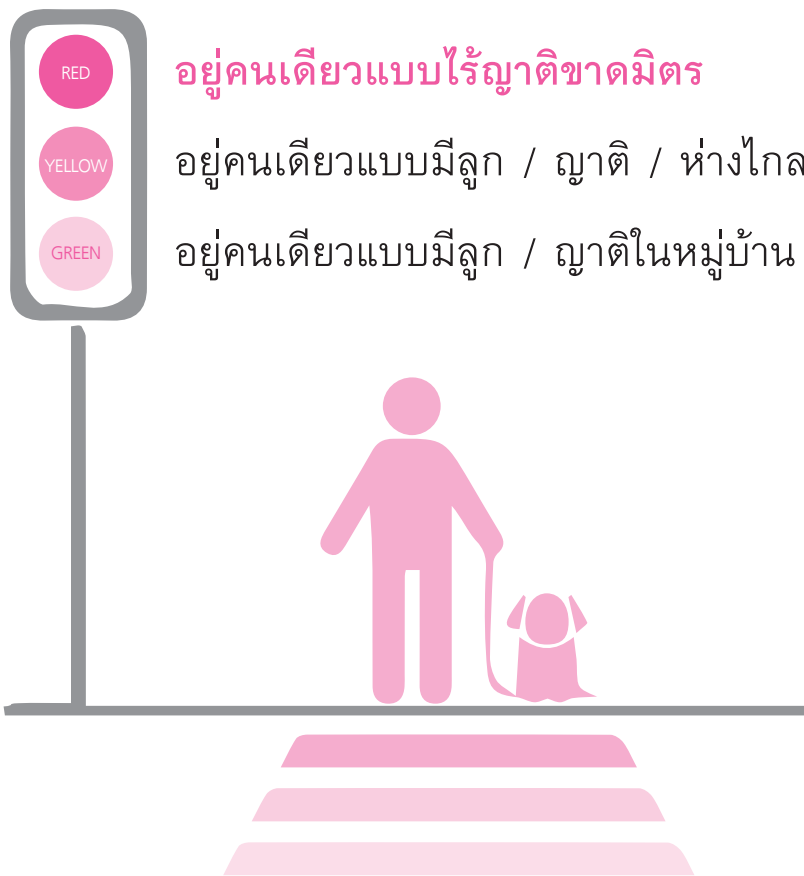 RED
อยู่คนเดียวแบบไร้ญาติขาดมิตร
YELLOW
อยู่คนเดียวแบบมีลูก / ญาติ / ห่างไกล
GREEN
อยู่คนเดียวแบบมีลูก / ญาติในหมู่บ้าน